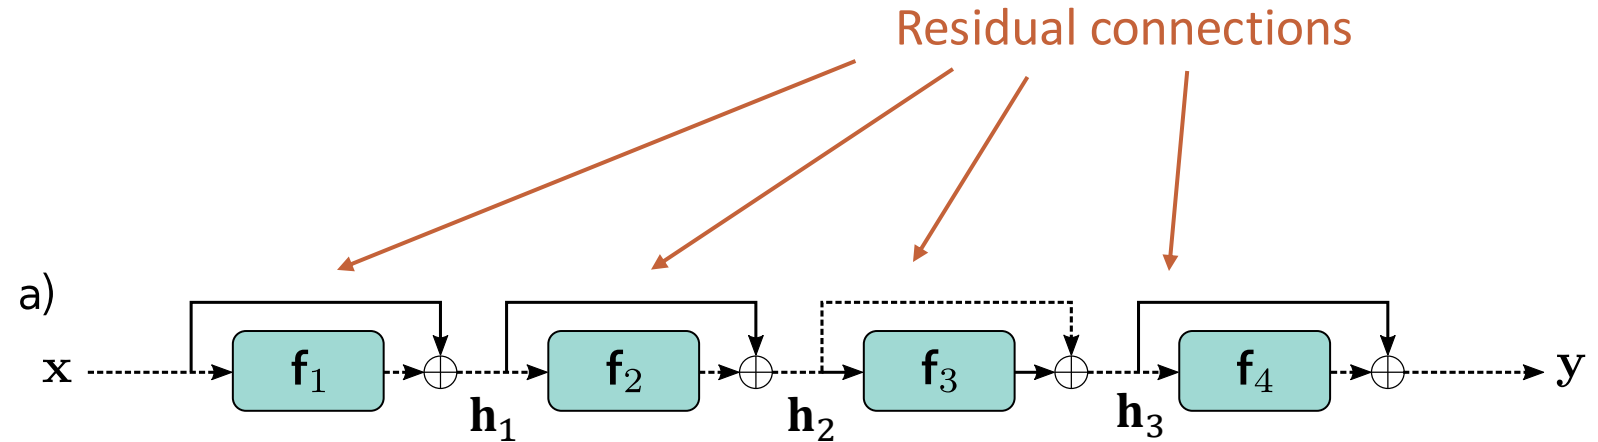 Residual connections
a)
x f₁ f₂ f₃ f₄ y
h₁ h₂ h₃